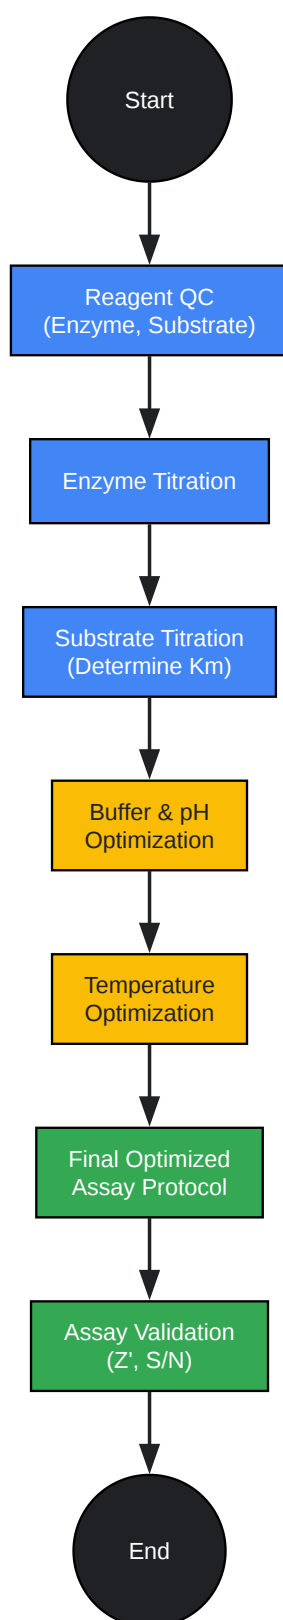 Start
Reagent QC
(Enzyme, Substrate)
Enzyme Titration
Substrate Titration
(Determine Km)
Buffer & pH
Optimization
Temperature
Optimization
Final Optimized
Assay Protocol
Assay Validation
(Z', S/N)
End